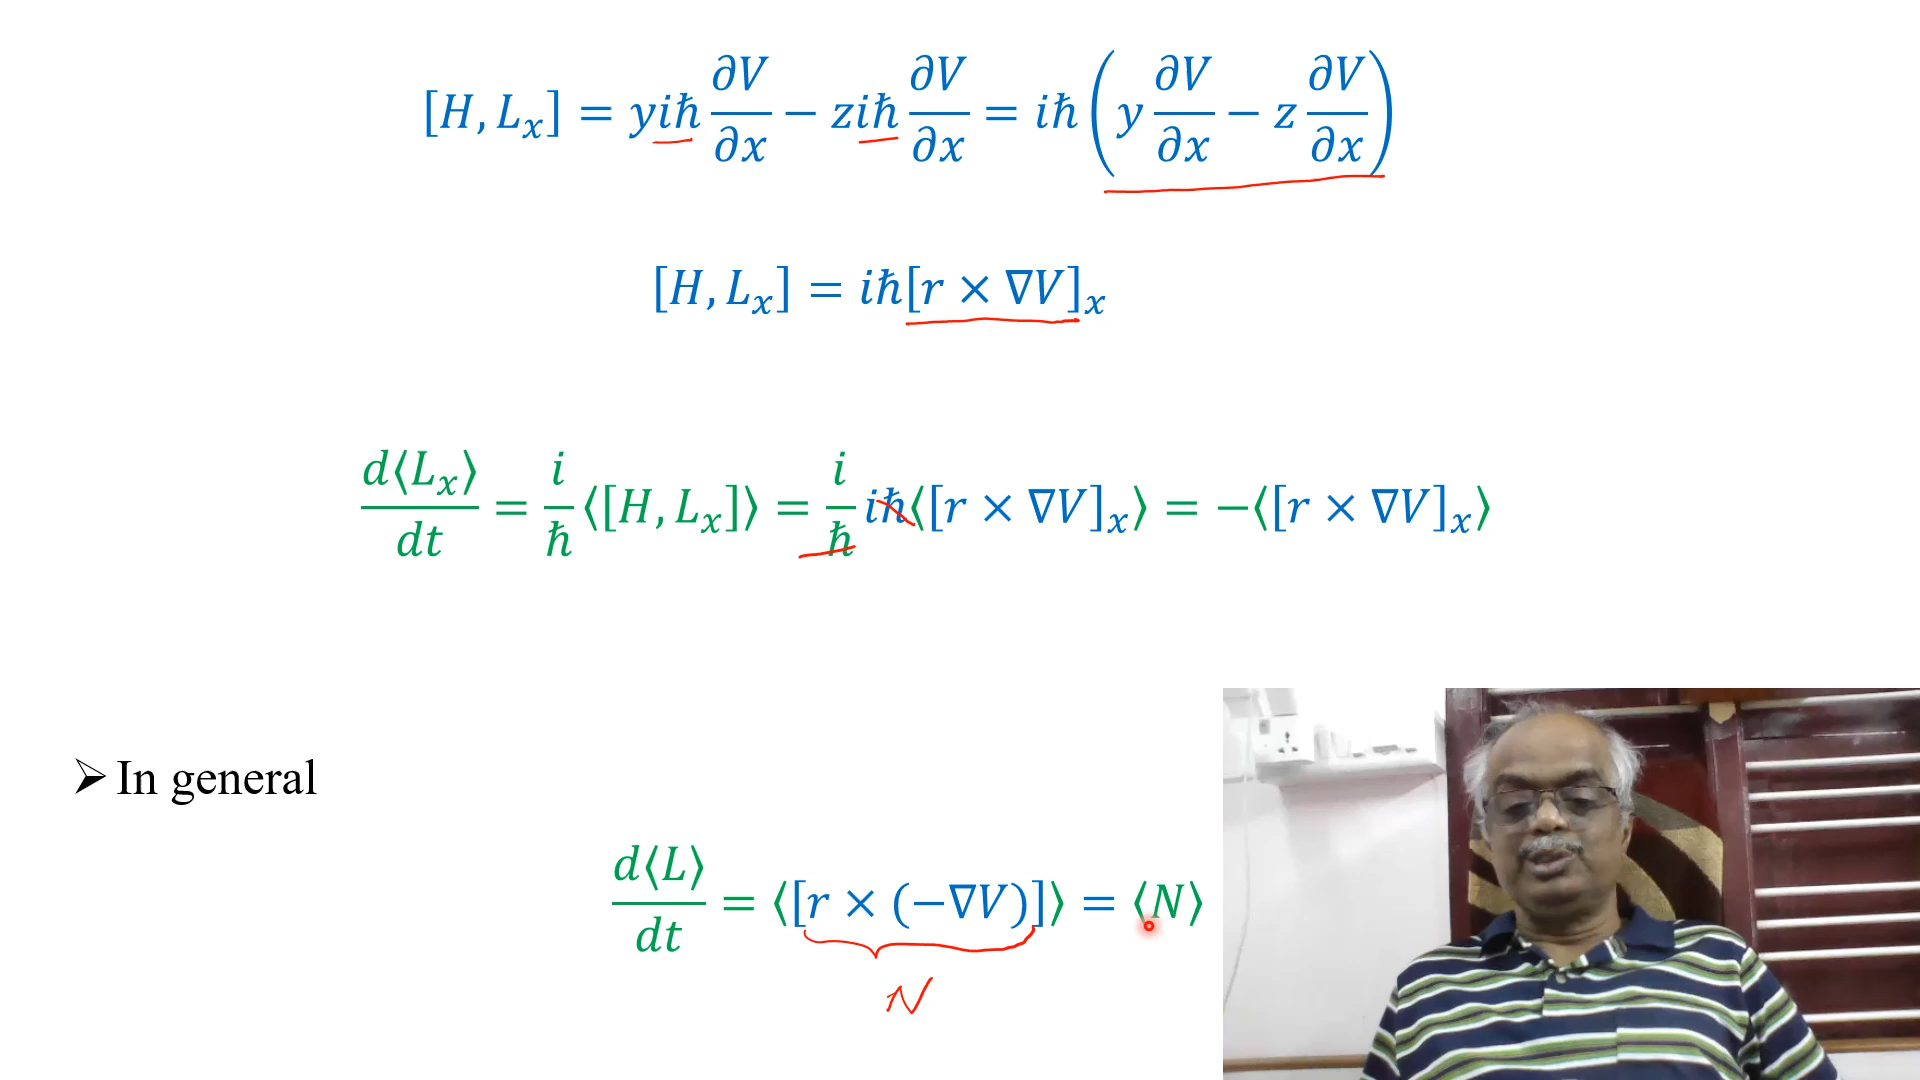 [H, Lₓ] = yiħ ∂V/∂x − ziħ ∂V/∂x = iħ (y ∂V/∂x − z ∂V/∂x)
[H, Lₓ] = iħ[r × ∇V]ₓ
d⟨Lₓ⟩/dt = i/ħ ⟨[H, Lₓ]⟩ = i/ħ iħ⟨[r × ∇V]ₓ⟩ = −⟨[r × ∇V]ₓ⟩
➢ In general
d⟨L⟩/dt = ⟨[r × (−∇V)]⟩ = ⟨N⟩
N